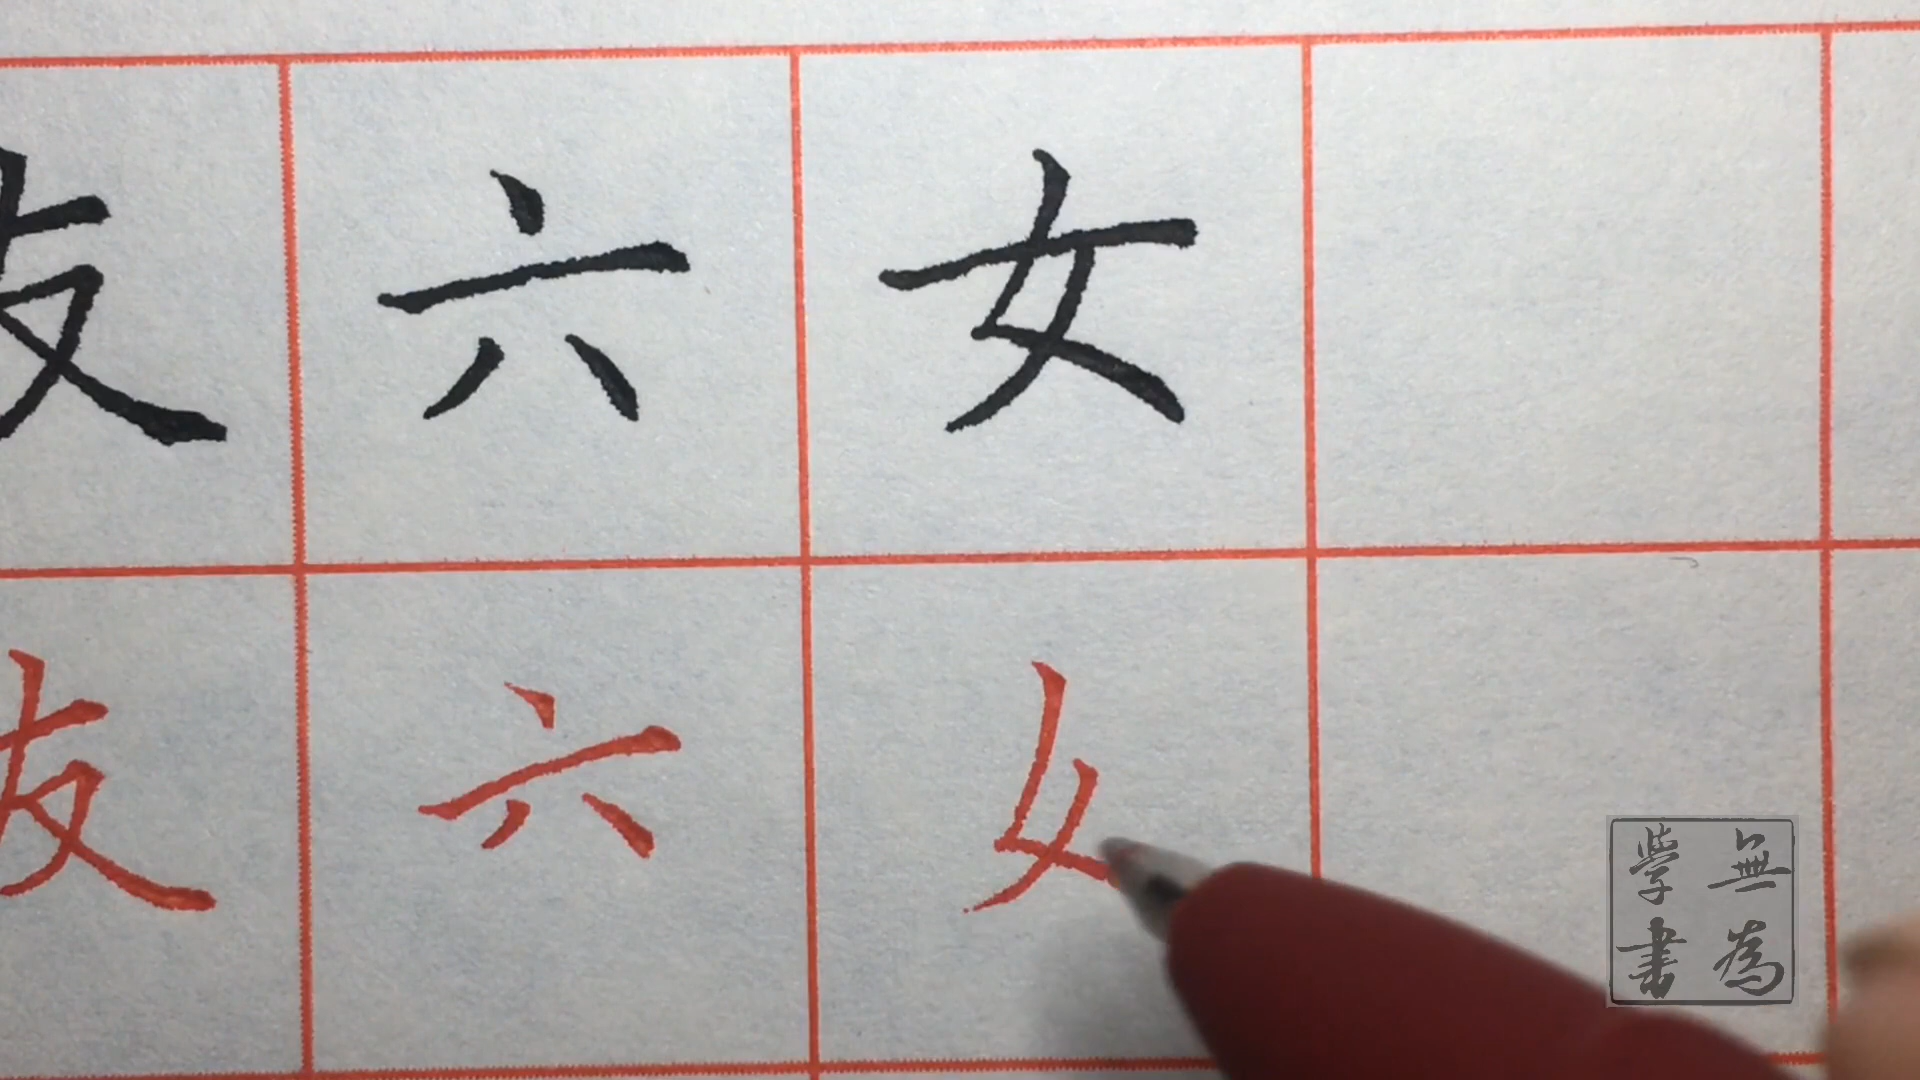 友 六 女
友 六 女
無為
學書